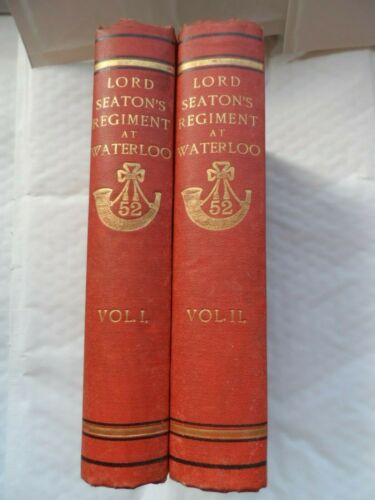 LORD
SEATON'S
REGIMENT
AT
WATERLOO
52
VOL. I.
LORD
SEATON'S
REGIMENT
AT
WATERLOO
52
VOL. II.